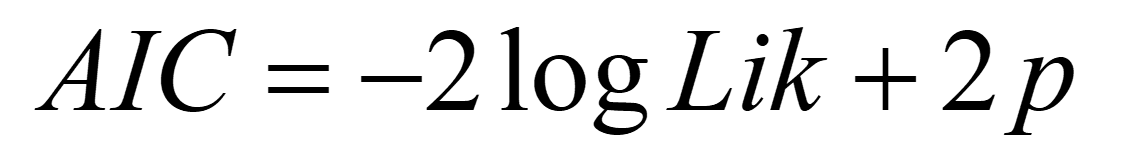 AIC = −2 log Lik + 2p